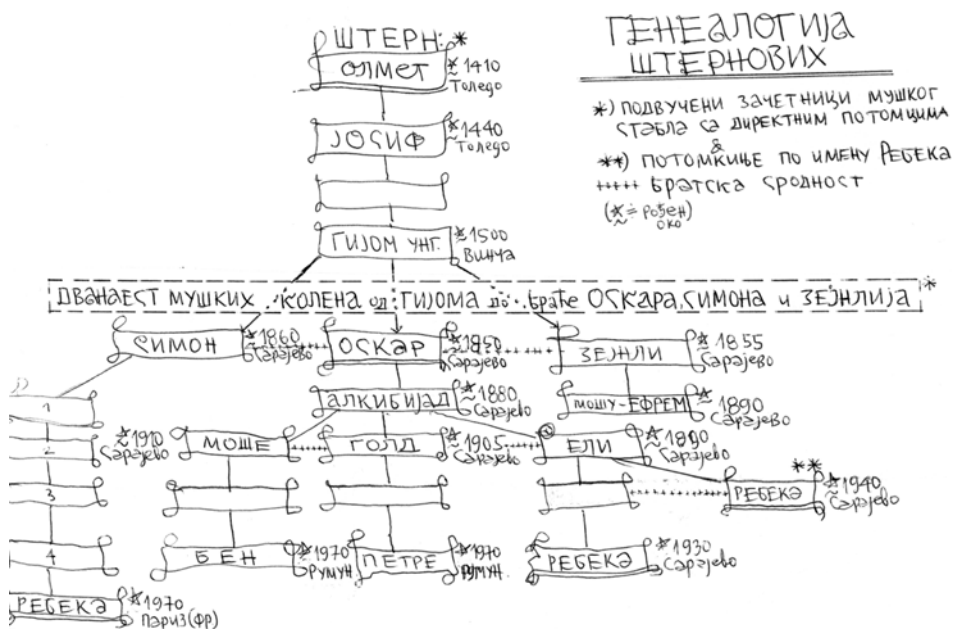 ГЕНЕАЛОГИЈА
ШТЕРНОВИХ
*) ПОДВУЧЕНИ ЗАЧЕТНИЦИ МУШКОГ
СТАБЛА СА ДИРЕКТНИМ ПОТОМЦИМА
&
**) ПОТОМКИЊЕ ПО ИМЕНУ РЕБЕКА
+++++ БРАТСКА СРОДНОСТ
(* = РОЂЕН
ОКО)
ШТЕРН: *
ОЛМЕТ * 1410
Толедо
ЈОСИФ * 1440
Толедо
ГИЈОМ УНГ. * 1500
ВИНЧА
ДВАНАЕСТ МУШКИХ КОЛЕНА ОД ГИЈОМА ДО БРАЋЕ ОСКАРА, СИМОНА И ЗЕЈНЛИЈА *
СИМОН * 1860
Сарајево
ОСКАР * 1850
Сарајево
ЗЕЈНЛИ * 1855
Сарајево
АЛКИБИЈАД * 1880
Сарајево
МОШУ-ЕФРЕМ * 1890
Сарајево
1
2 * 1910
Сарајево
МОШЕ
ГОЛД * 1905
Сарајево
ЕЛИ * 1890
Сарајево
3
**
РЕБЕКА * 1940
Сарајево
4
БЕН * 1970
РУМУН
ПЕТРЕ * 1970
РУМУН.
РЕБЕКА * 1930
Сарајево
РЕБЕКА * 1970
ПАРИЗ (ФР)